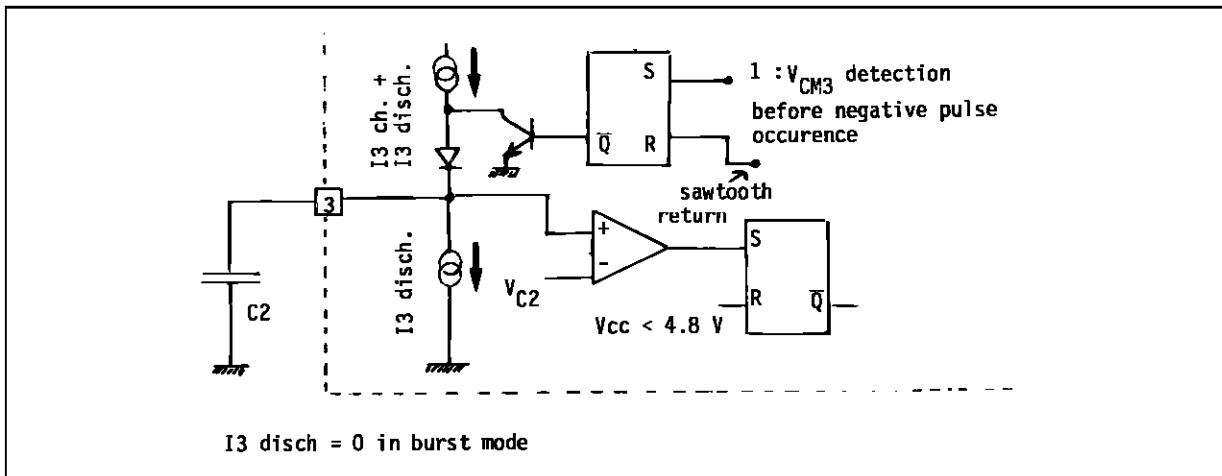 I3 ch. +
I3 disch.
S
Q̅
R
1 : VCM3 detection
before negative pulse
occurence
sawtooth
return
3
C2
I3 disch.
+
-
VC2
S
R
Q̅
Vcc < 4.8 V
I3 disch = 0 in burst mode